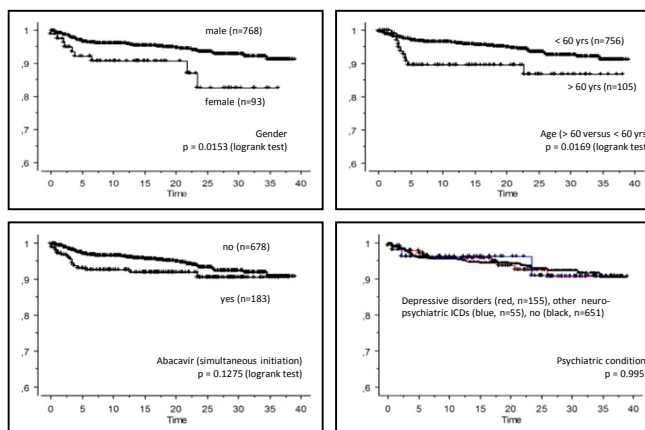 1
,9
,8
,7
,6
male (n=768)
female (n=93)
Gender
p = 0.0153 (logrank test)
0 5 10 15 20 25 30 35 40
Time
1
,9
,8
,7
,6
< 60 yrs (n=756)
> 60 yrs (n=105)
Age (> 60 versus < 60 yrs
p = 0.0169 (logrank test
0 5 10 15 20 25 30 35 40
Time
1
,9
,8
,7
,6
no (n=678)
yes (n=183)
Abacavir (simultaneous initiation)
p = 0.1275 (logrank test)
0 5 10 15 20 25 30 35 40
Time
1
,9
,8
,7
,6
Depressive disorders (red, n=155), other neuro-
psychiatric ICDs (blue, n=55), no (black, n=651)
Psychiatric condition
p = 0.995
0 5 10 15 20 25 30 35 40
Time